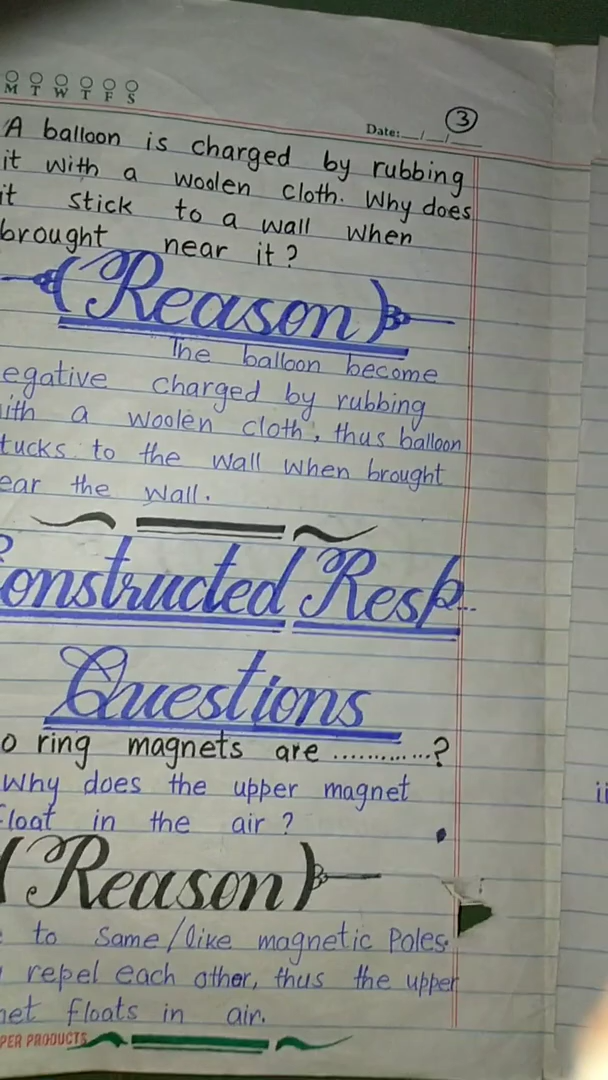 M T W T F S
Date: __/__/__
3
A balloon is charged by rubbing
it with a woolen cloth. Why does
it stick to a wall when
brought near it?
(Reason)
The balloon become
egative charged by rubbing
ith a woolen cloth, thus balloon
tucks to the wall when brought
ear the wall.
onstructed Resp...
Questions
o ring magnets are ............?
Why does the upper magnet
float in the air ?
(Reason)
to same/like magnetic poles.
repel each other, thus the upper
net floats in air.
PER PRODUCTS
ii